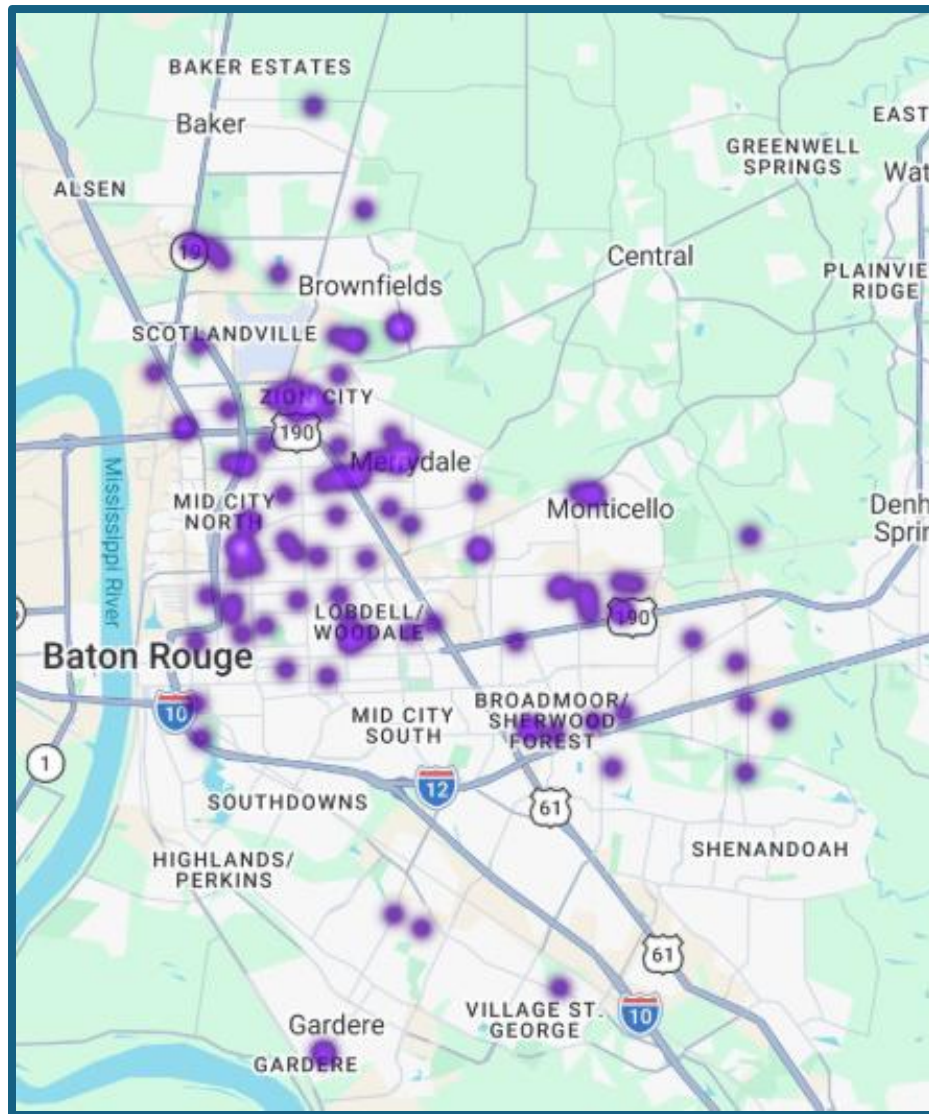 BAKER ESTATES
Baker
EAST
GREENWELL
SPRINGS
Wat
ALSEN
19
Central
Brownfields
PLAINVIE
RIDGE
SCOTLANDVILLE
ZION CITY
190
Merrydale
MID CITY
NORTH
Monticello
Denh
Sprin
Mississippi River
LOBDELL/
WOODALE
190
Baton Rouge
10
BROADMOOR/
SHERWOOD
FOREST
MID CITY
SOUTH
1
12
61
SOUTHDOWNS
HIGHLANDS/
PERKINS
SHENANDOAH
61
VILLAGE ST.
GEORGE
10
Gardere
GARDERE